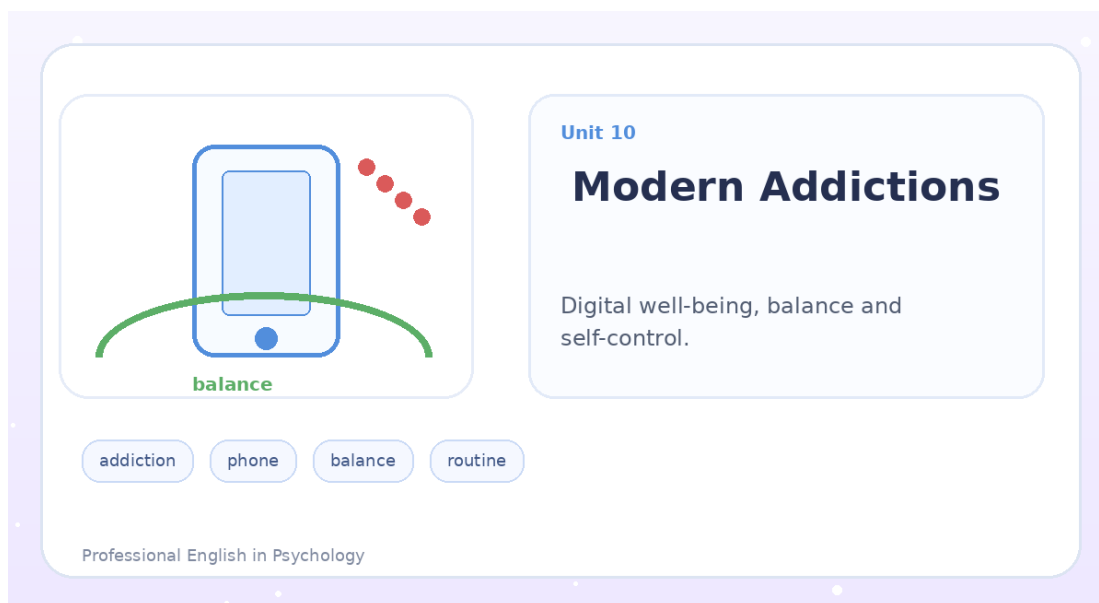 Unit 10
Modern Addictions
Digital well-being, balance and
self-control.
balance
addiction
phone
balance
routine
Professional English in Psychology